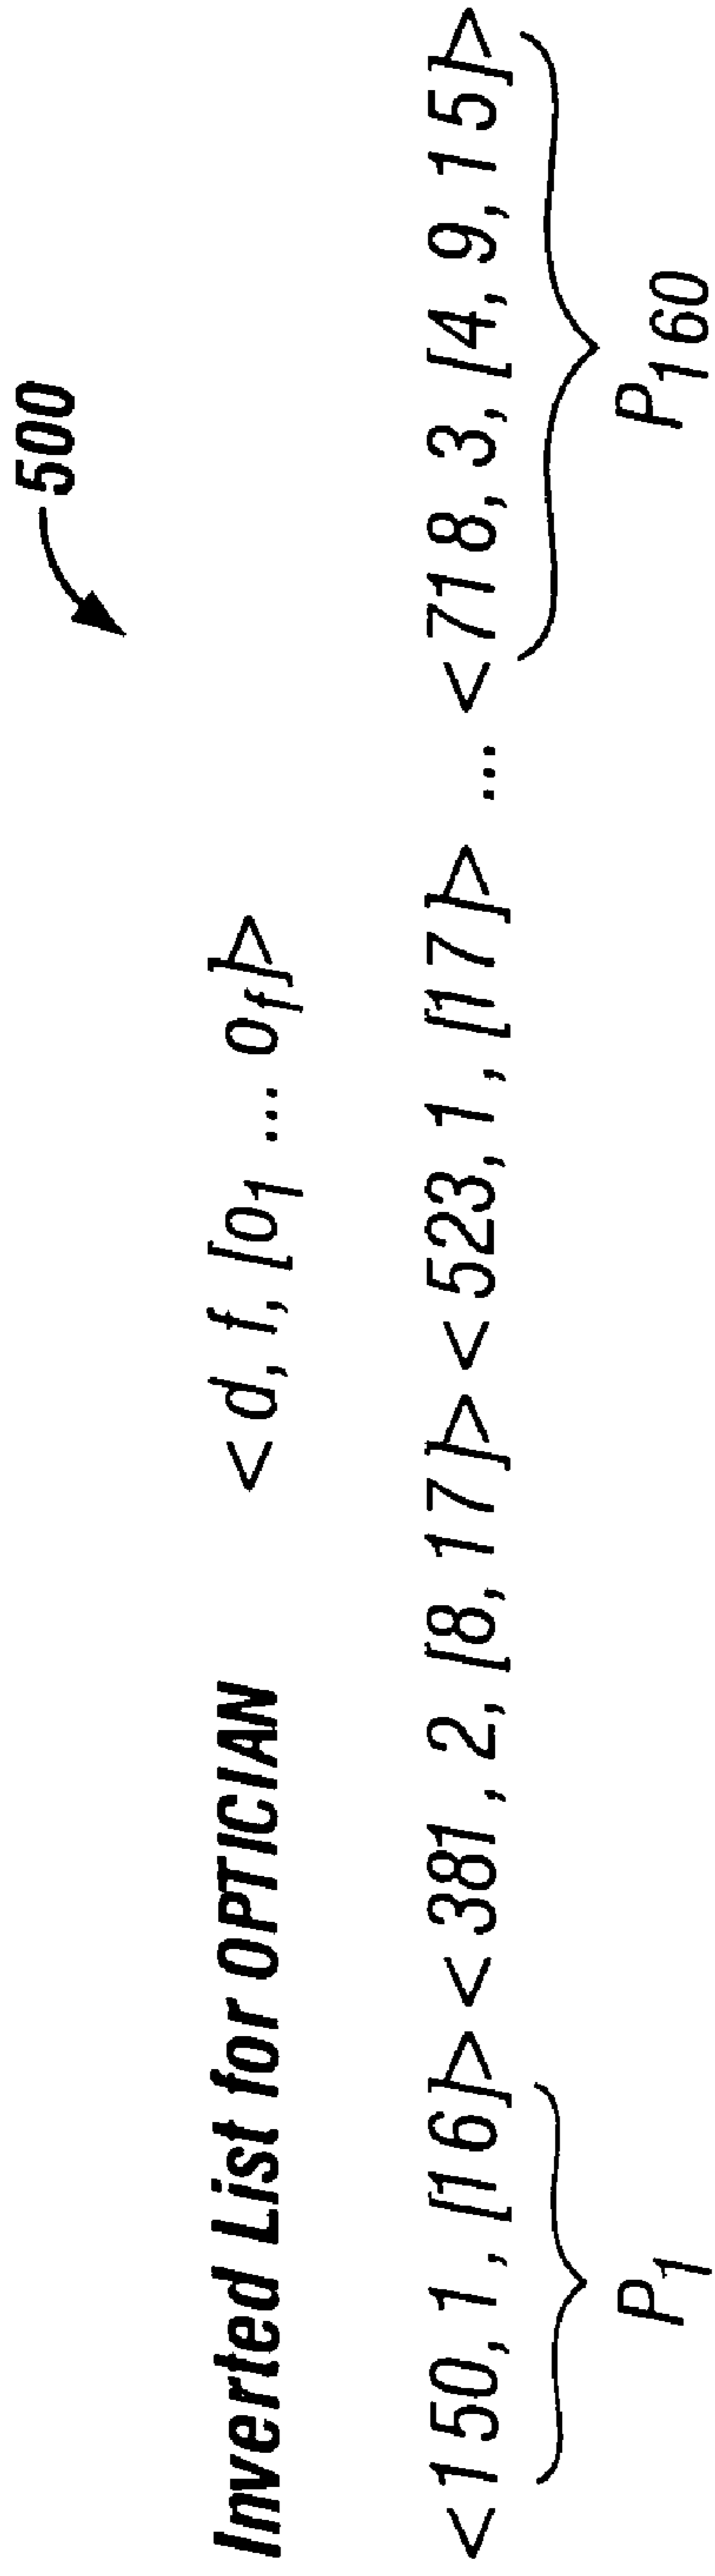 500
Inverted List for OPTICIAN < d, f, [o1 ... of]>
<150, 1, [16]> <381, 2, [8, 17]> <523, 1, [17]> ... <718, 3, [4, 9, 15]>
P1 P160